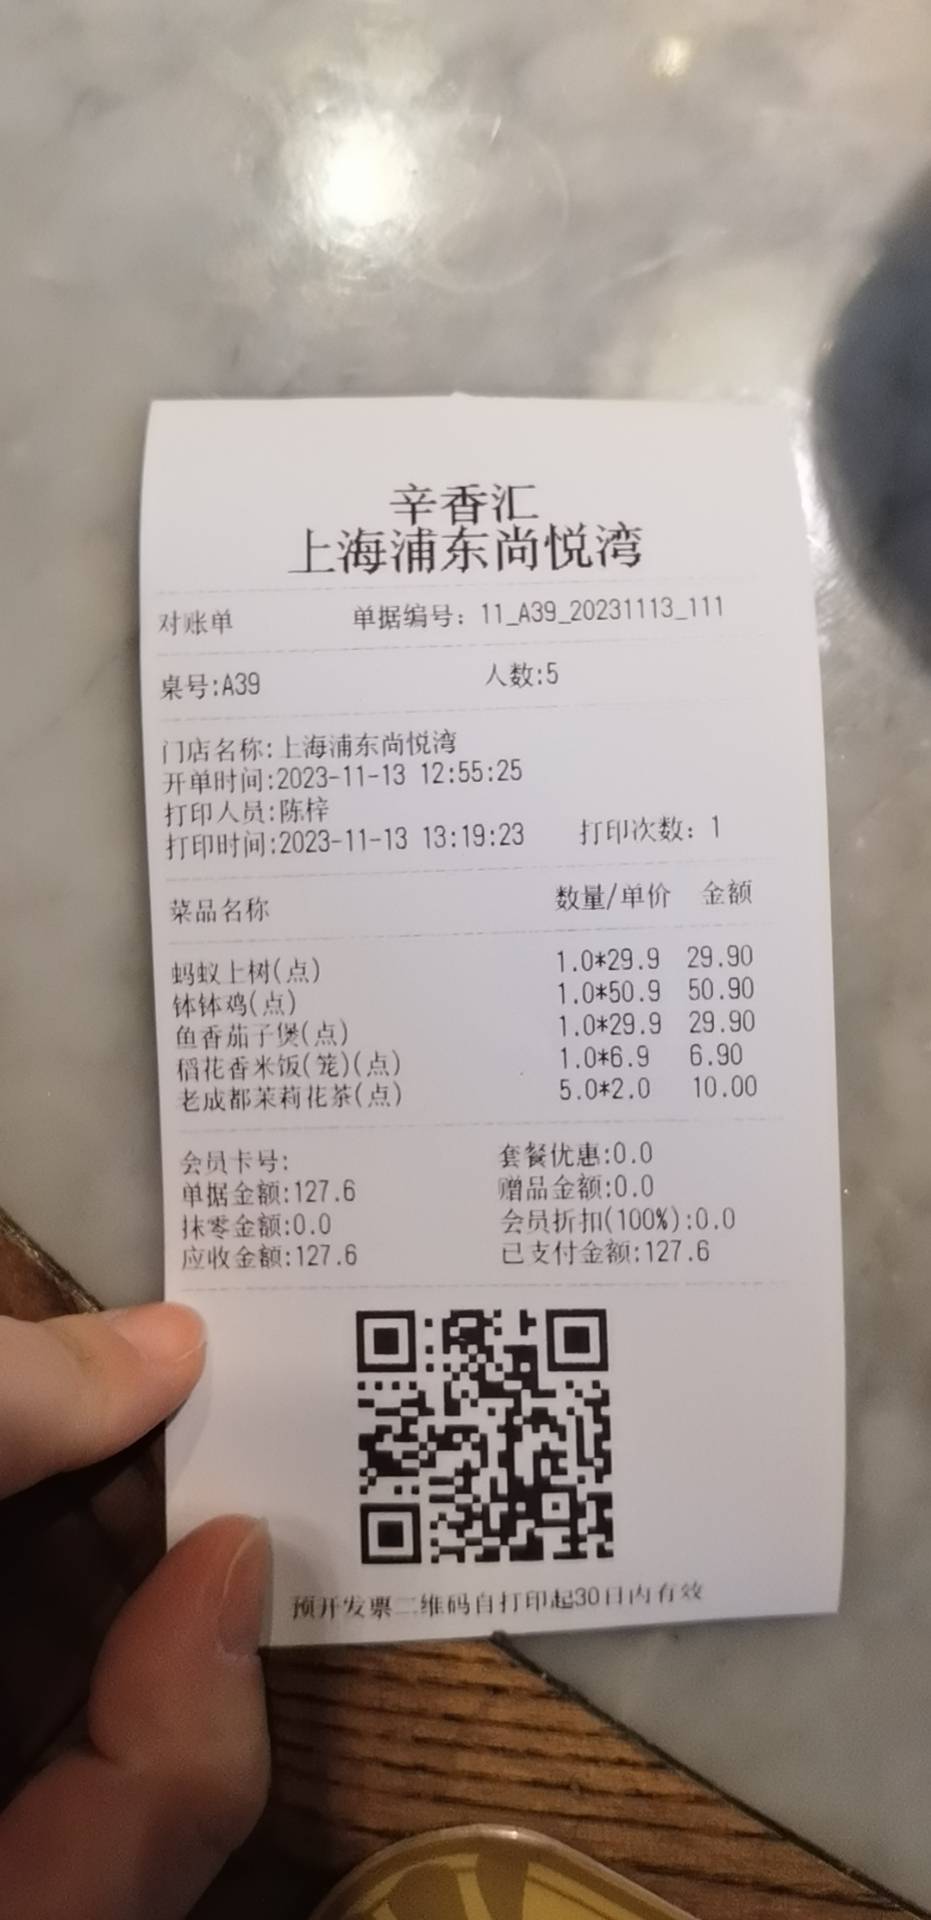 辛香汇
上海浦东尚悦湾
对账单 单据编号：11_A39_20231113_111
桌号:A39 人数:5
门店名称:上海浦东尚悦湾
开单时间:2023-11-13 12:55:25
打印人员:陈梓
打印时间:2023-11-13 13:19:23 打印次数：1
菜品名称 数量/单价 金额
蚂蚁上树(点) 1.0*29.9 29.90
钵钵鸡(点) 1.0*50.9 50.90
鱼香茄子煲(点) 1.0*29.9 29.90
稻花香米饭(笼)(点) 1.0*6.9 6.90
老成都茉莉花茶(点) 5.0*2.0 10.00
会员卡号: 套餐优惠:0.0
单据金额:127.6 赠品金额:0.0
抹零金额:0.0 会员折扣(100%):0.0
应收金额:127.6 已支付金额:127.6
预开发票二维码自打印起30日内有效